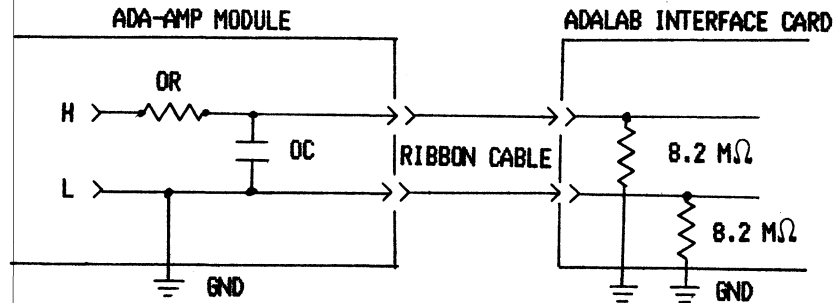 ADA-AMP MODULE
ADALAB INTERFACE CARD
OR
H
OC
RIBBON CABLE
8.2 MΩ
L
8.2 MΩ
GND
GND